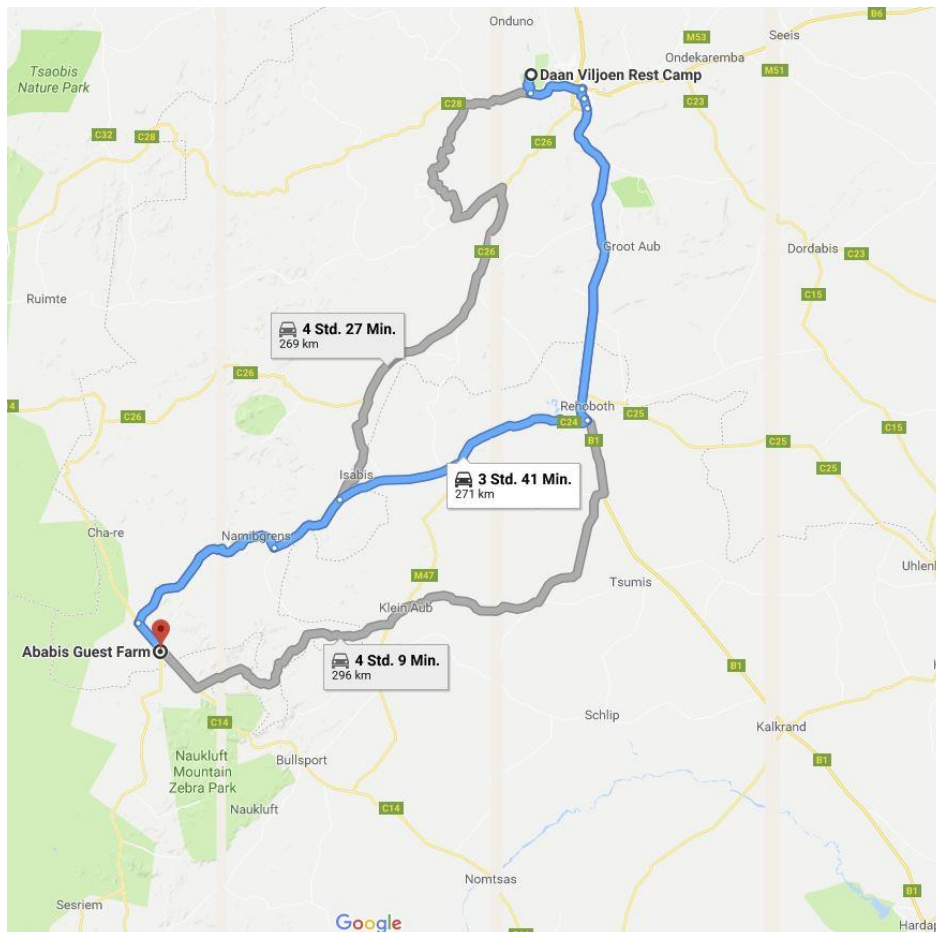 Onduno
B6
M53
Seeis
Tsaobis
Nature Park
Ondekaremba
Daan Viljoen Rest Camp
M51
C28
C23
C32
C28
C26
Groot Aub
Dordabis
C26
C23
C15
Ruimte
4 Std. 27 Min.
269 km
C26
C14
C26
Rehoboth
C25
C24
C15
B1
C25
Isabis
3 Std. 41 Min.
271 km
C25
Cha-re
Namibgrens
Uhlenh
M47
Tsumis
Klein Aub
Ababis Guest Farm
4 Std. 9 Min.
296 km
B1
Schlip
C14
Kalkrand
Naukluft
Mountain
Zebra Park
Bullsport
B1
Naukluft
C14
Nomtsas
B1
Sesriem
Google
Hardap